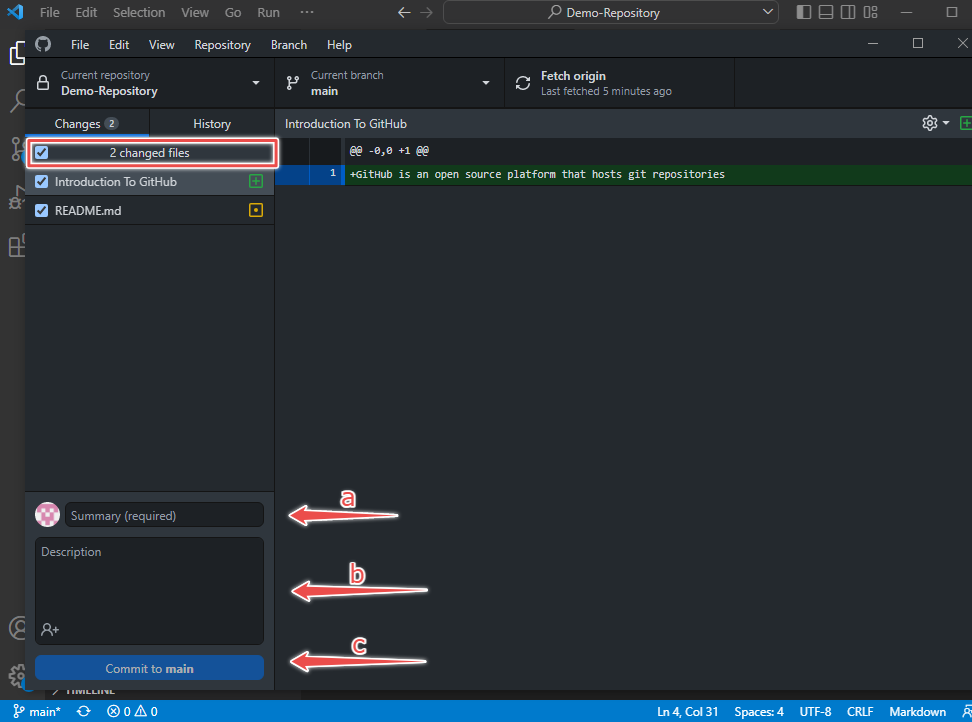 File Edit Selection View Go Run ··· Demo-Repository
File Edit View Repository Branch Help
Current repository
Demo-Repository
Current branch
main
Fetch origin
Last fetched 5 minutes ago
Changes 2 History
Introduction To GitHub
2 changed files
@@ -0,0 +1 @@
Introduction To GitHub
1 +GitHub is an open source platform that hosts git repositories
README.md
a
Summary (required)
Description
b
c
Commit to main
TIMELINE
main* 0 0 Ln 4, Col 31 Spaces: 4 UTF-8 CRLF Markdown